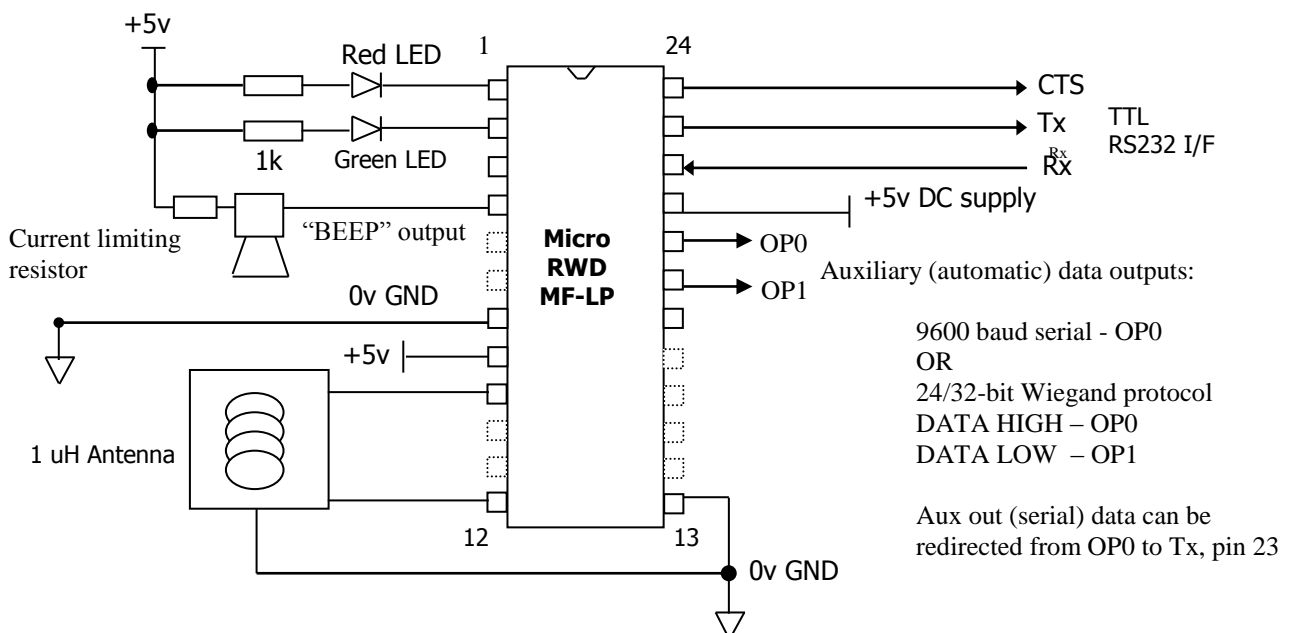 +5v
Red LED
1
24
CTS
Tx
TTL
RS232 I/F
Rx
Rx
1k
Green LED
+5v DC supply
Current limiting
resistor
“BEEP” output
Micro
RWD
MF-LP
OP0
OP1
Auxiliary (automatic) data outputs:
0v GND
+5v
9600 baud serial - OP0
OR
24/32-bit Wiegand protocol
DATA HIGH – OP0
DATA LOW – OP1
1 uH Antenna
Aux out (serial) data can be
redirected from OP0 to Tx, pin 23
12
13
0v GND